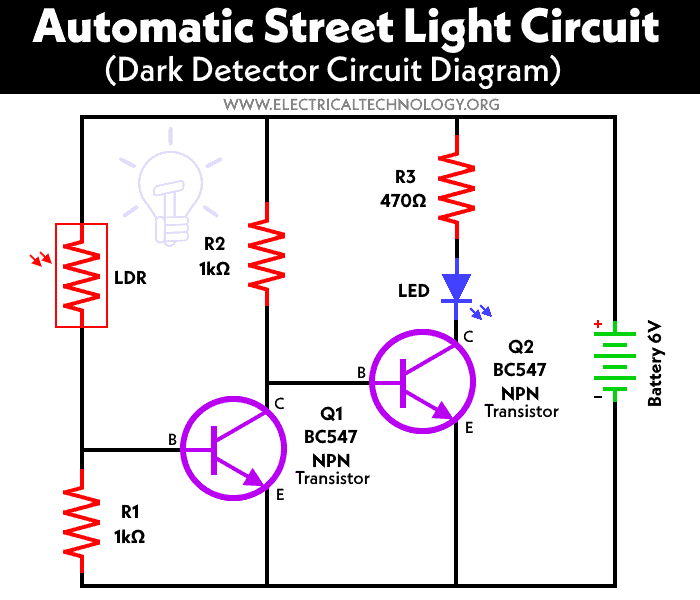 Automatic Street Light Circuit
(Dark Detector Circuit Diagram)
WWW.ELECTRICALTECHNOLOGY.ORG
R3
470Ω
R2
1kΩ
LDR
LED
+
-
Battery 6V
C
B
E
Q2
BC547
NPN
Transistor
C
B
E
Q1
BC547
NPN
Transistor
R1
1kΩ